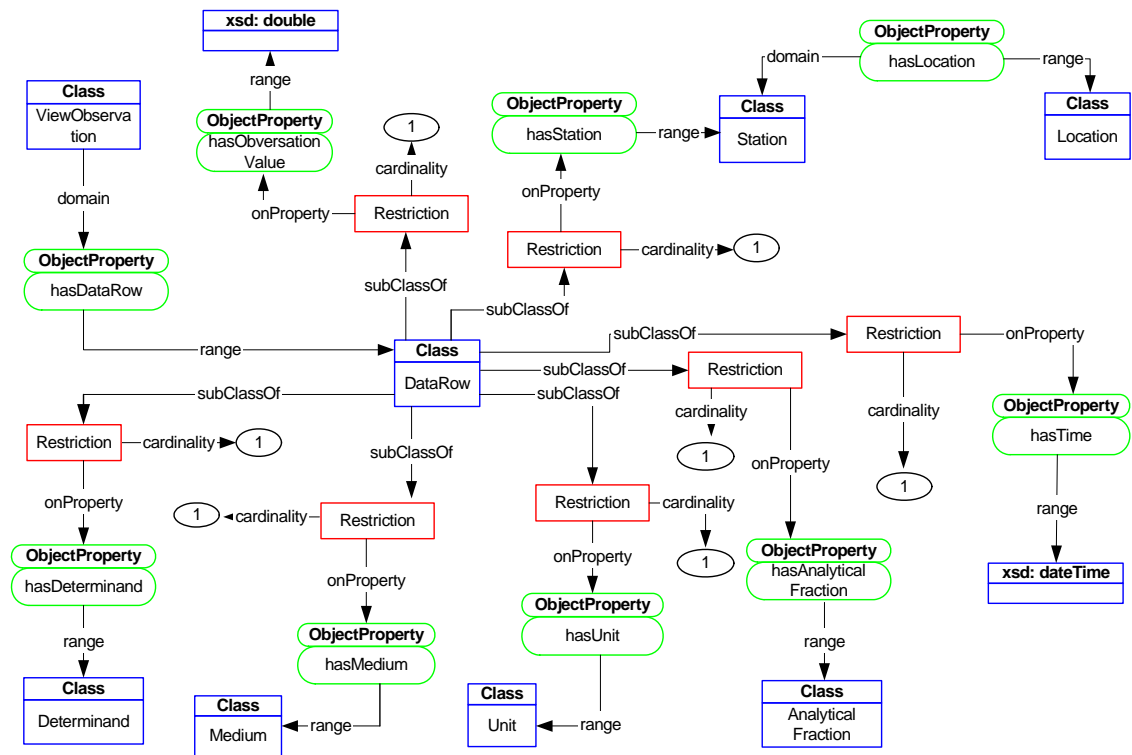 xsd: double
ObjectProperty
hasLocation
domain
range
Class
ViewObserva
tion
range
ObjectProperty
hasStation
range
Class
Station
Class
Location
ObjectProperty
hasObversation
Value
1
cardinality
onProperty
Restriction
onProperty
domain
Restriction
cardinality
1
ObjectProperty
hasDataRow
subClassOf
subClassOf
range
Class
DataRow
subClassOf
Restriction
onProperty
subClassOf
Restriction
subClassOf
subClassOf
cardinality
cardinality
ObjectProperty
hasTime
Restriction
cardinality
1
subClassOf
1
onProperty
1
onProperty
1
cardinality
Restriction
Restriction
cardinality
range
onProperty
onProperty
1
ObjectProperty
hasDeterminand
ObjectProperty
hasAnalytical
Fraction
xsd: dateTime
ObjectProperty
hasUnit
range
ObjectProperty
hasMedium
range
Class
Determinand
Class
Medium
range
Class
Unit
range
Class
Analytical
Fraction